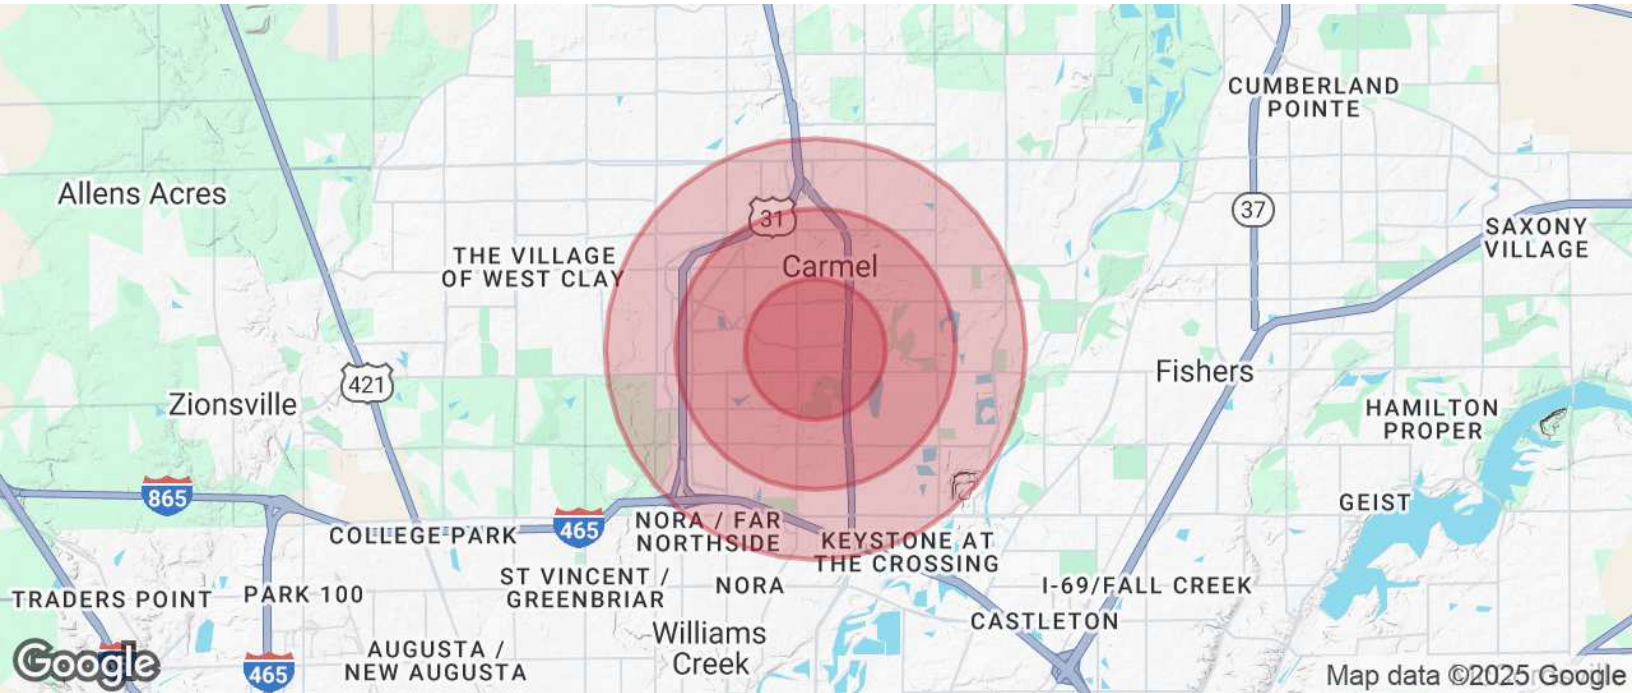 CUMBERLAND
POINTE
Allens Acres
31
37
SAXONY
VILLAGE
THE VILLAGE
OF WEST CLAY
Carmel
421
Zionsville
Fishers
HAMILTON
PROPER
865
GEIST
465
COLLEGE PARK
NORA / FAR
NORTHSIDE
KEYSTONE AT
THE CROSSING
ST VINCENT /
GREENBRIAR
NORA
I-69/FALL CREEK
TRADERS POINT
PARK 100
CASTLETON
Williams
Creek
AUGUSTA /
NEW AUGUSTA
465
Google
Map data ©2025 Google